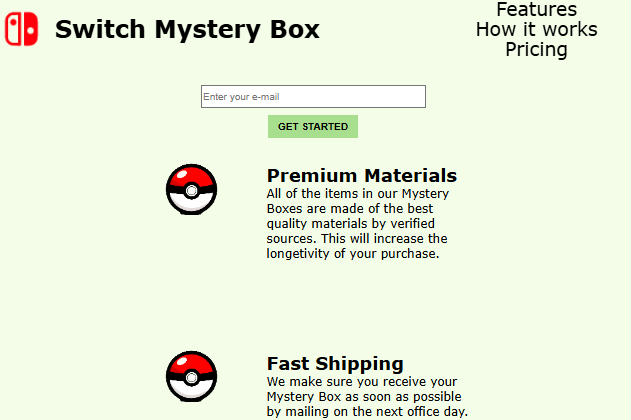 Switch Mystery Box
Features
How it works
Pricing
Enter your e-mail
GET STARTED
Premium Materials
All of the items in our Mystery
Boxes are made of the best
quality materials by verified
sources. This will increase the
longetivity of your purchase.
Fast Shipping
We make sure you receive your
Mystery Box as soon as possible
by mailing on the next office day.